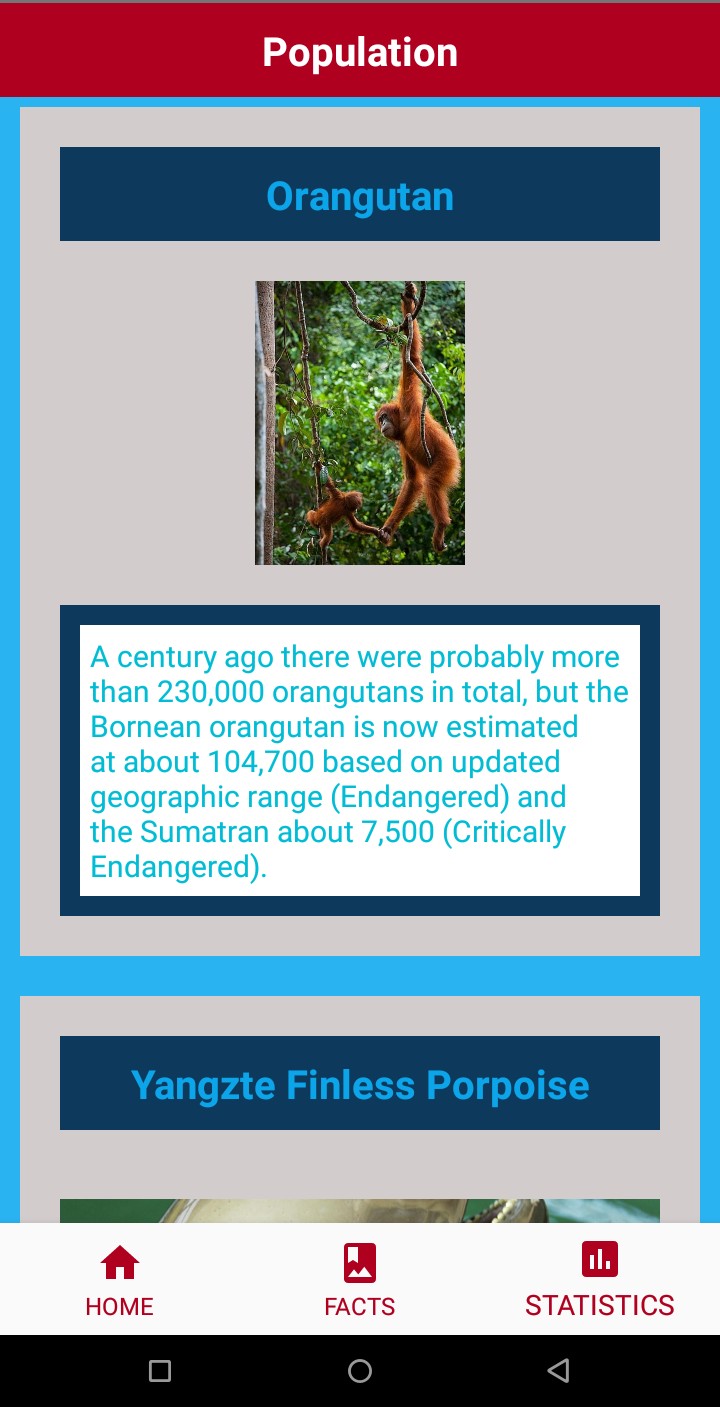 Population
Orangutan
A century ago there were probably more
than 230,000 orangutans in total, but the
Bornean orangutan is now estimated
at about 104,700 based on updated
geographic range (Endangered) and
the Sumatran about 7,500 (Critically
Endangered).
Yangzte Finless Porpoise
HOME
FACTS
STATISTICS